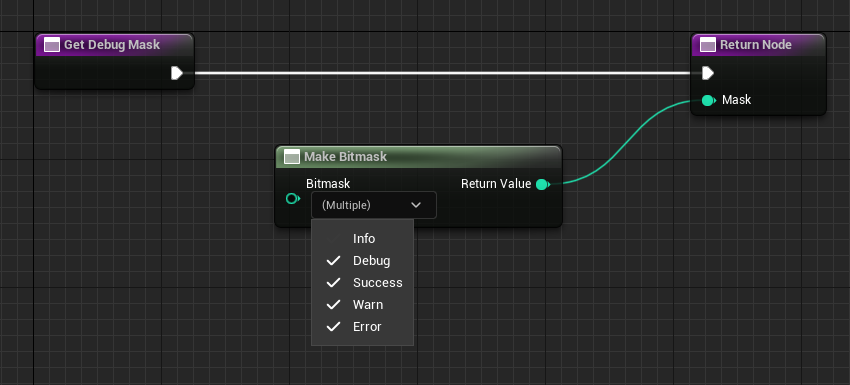 Get Debug Mask
Return Node
Mask
Make Bitmask
Bitmask
Return Value
(Multiple)
Info
Debug
Success
Warn
Error